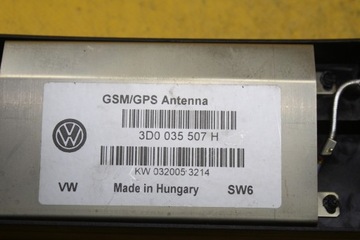 GSM/GPS Antenna
3D0 035 507 H
KW 032005 3214
VW Made in Hungary SW6